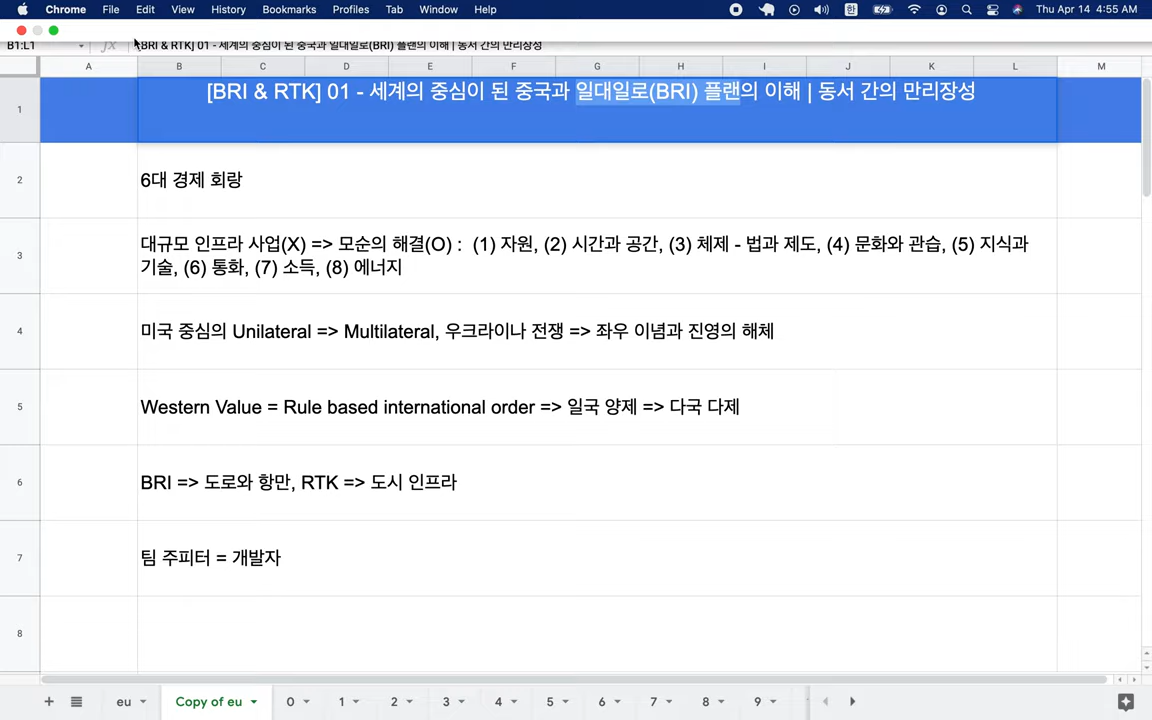 Chrome File Edit View History Bookmarks Profiles Tab Window Help 한 Thu Apr 14 4:55 AM
B1:L1 fx [BRI & RTK] 01 - 세계의 중심이 된 중국과 일대일로(BRI) 플랜의 이해 | 동서 간의 만리장성
A B C D E F G H I J K L M
1 [BRI & RTK] 01 - 세계의 중심이 된 중국과 일대일로(BRI) 플랜의 이해 | 동서 간의 만리장성
2 6대 경제 회랑
3 대규모 인프라 사업(X) => 모순의 해결(O) : (1) 자원, (2) 시간과 공간, (3) 체제 - 법과 제도, (4) 문화와 관습, (5) 지식과
기술, (6) 통화, (7) 소득, (8) 에너지
4 미국 중심의 Unilateral => Multilateral, 우크라이나 전쟁 => 좌우 이념과 진영의 해체
5 Western Value = Rule based international order => 일국 양제 => 다국 다제
6 BRI => 도로와 항만, RTK => 도시 인프라
7 팀 주피터 = 개발자
8
eu Copy of eu 0 1 2 3 4 5 6 7 8 9